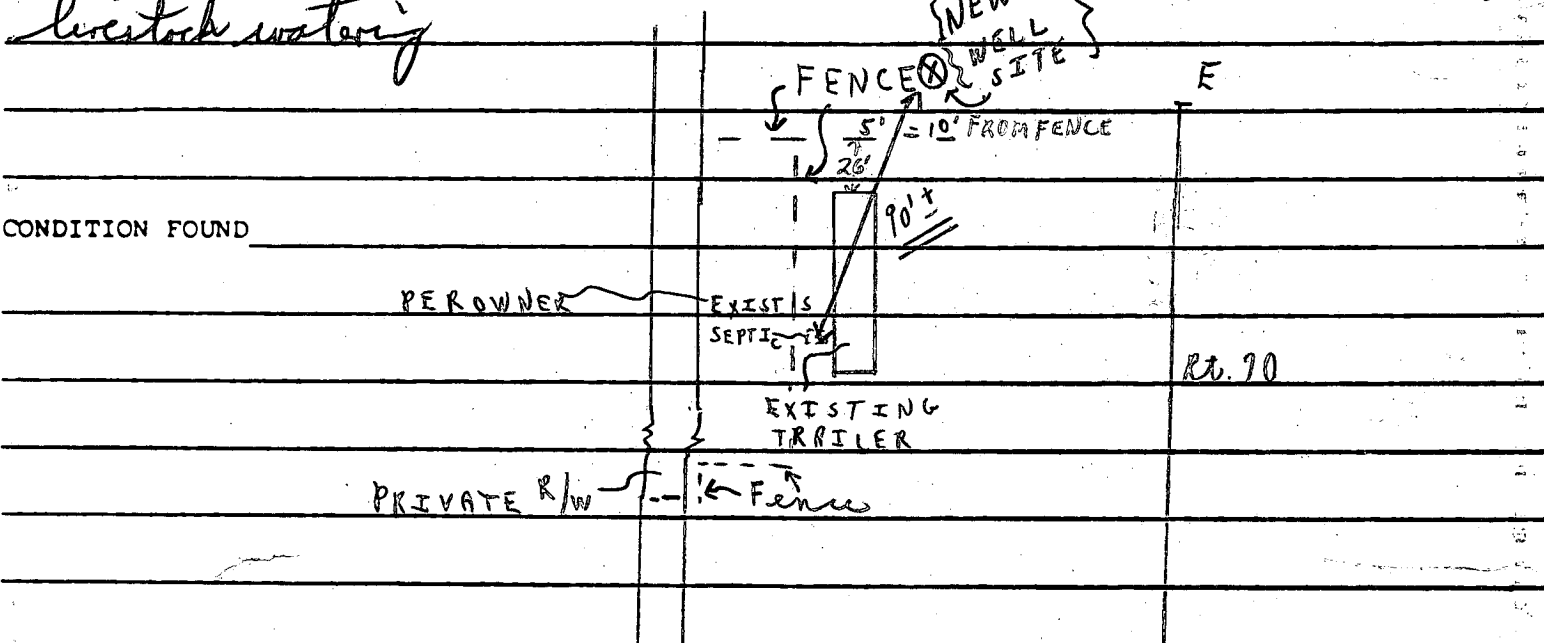 livestock watering
{NEW
WELL
SITE}
FENCE
E
5' = 10' FROM FENCE
26'
90' ±
CONDITION FOUND
PER OWNER
EXISTS
SEPTIC
Rt. 90
EXISTING
TRAILER
PRIVATE R/W
Fence